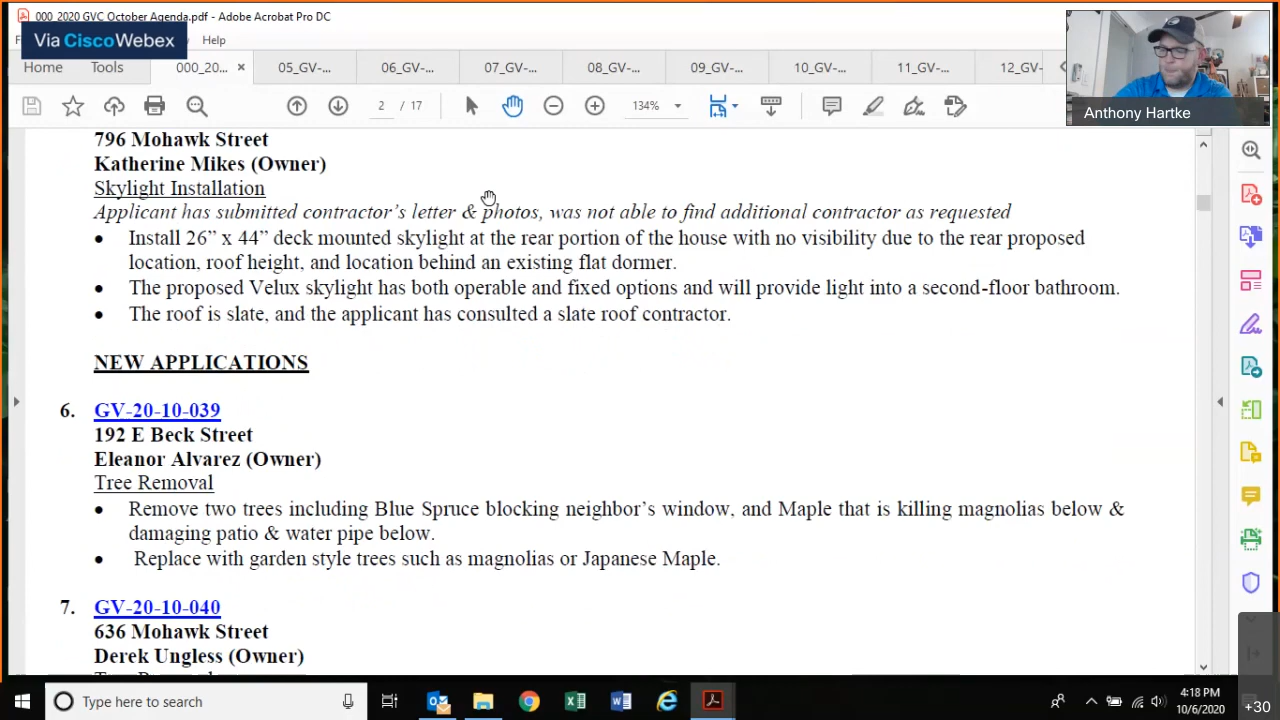 000_2020 GVC October Agenda.pdf - Adobe Acrobat Pro DC
Via Cisco Webex
Help
Home
Tools
000_20...
05_GV-...
06_GV-...
07_GV-...
08_GV-...
09_GV-...
10_GV-...
11_GV-...
12_GV-
2 / 17
134%
Anthony Hartke
796 Mohawk Street
Katherine Mikes (Owner)
Skylight Installation
Applicant has submitted contractor's letter & photos, was not able to find additional contractor as requested
• Install 26" x 44" deck mounted skylight at the rear portion of the house with no visibility due to the rear proposed
location, roof height, and location behind an existing flat dormer.
• The proposed Velux skylight has both operable and fixed options and will provide light into a second-floor bathroom.
• The roof is slate, and the applicant has consulted a slate roof contractor.
NEW APPLICATIONS
6. GV-20-10-039
192 E Beck Street
Eleanor Alvarez (Owner)
Tree Removal
• Remove two trees including Blue Spruce blocking neighbor's window, and Maple that is killing magnolias below &
damaging patio & water pipe below.
• Replace with garden style trees such as magnolias or Japanese Maple.
7. GV-20-10-040
636 Mohawk Street
Derek Ungless (Owner)
Type here to search
4:18 PM
10/6/2020
+30